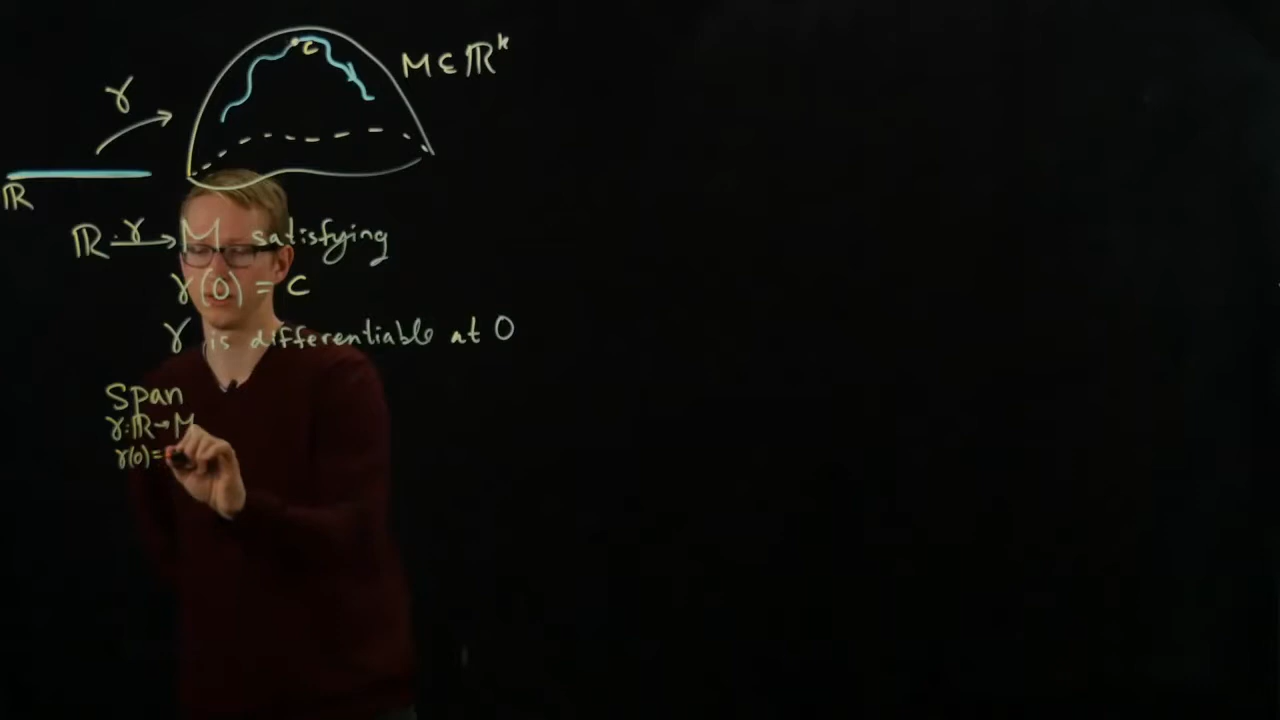 c
M ∈ ℝᵏ
γ
ℝ
ℝ γ→ M satisfying
γ(0) = c
γ is differentiable at 0
Span
γ:ℝ→M
γ(0)=